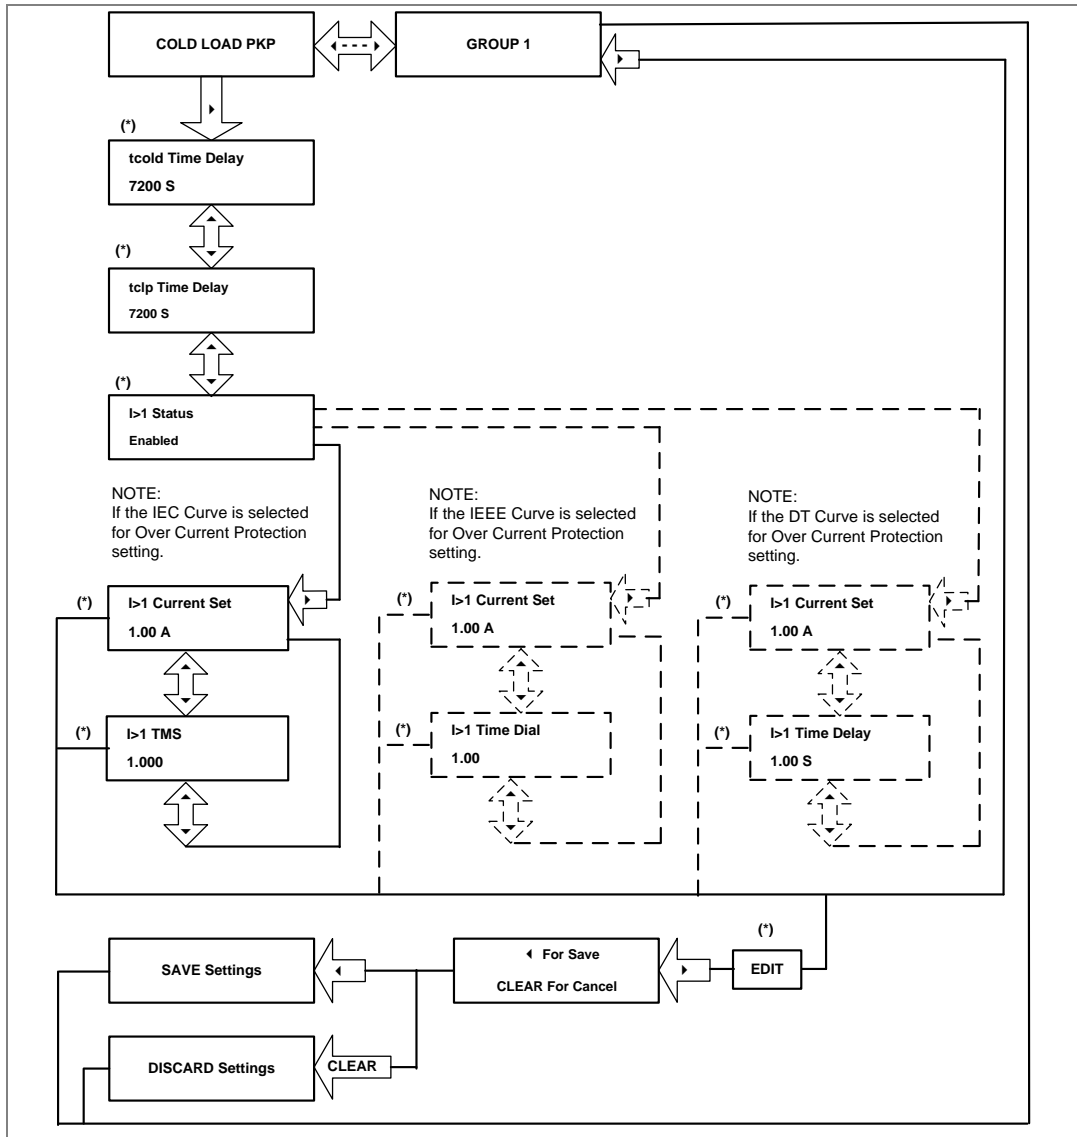 COLD LOAD PKP
GROUP 1
(*)
tcold Time Delay
7200 S
(*)
tclp Time Delay
7200 S
(*)
I>1 Status
Enabled
NOTE:
If the IEC Curve is selected
for Over Current Protection
setting.
NOTE:
If the IEEE Curve is selected
for Over Current Protection
setting.
NOTE:
If the DT Curve is selected
for Over Current Protection
setting.
(*)
I>1 Current Set
1.00 A
(*)
I>1 Current Set
1.00 A
(*)
I>1 Current Set
1.00 A
(*)
I>1 TMS
1.000
(*)
I>1 Time Dial
1.00
(*)
I>1 Time Delay
1.00 S
(*)
SAVE Settings
For Save
CLEAR For Cancel
EDIT
DISCARD Settings
CLEAR